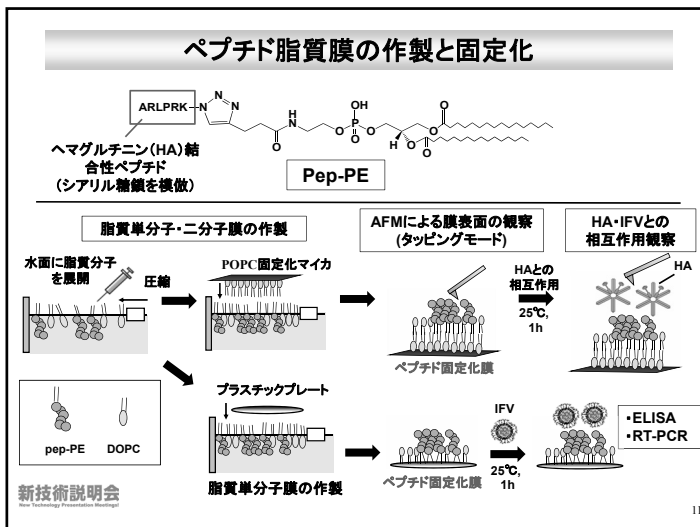 ペプチド脂質膜の作製と固定化
ARLPRK
N
N
N
O
H
N
O
OH
P
O
O
H
O
O
O
O
ヘマグルチニン(HA)結
合性ペプチド
(シアリル糖鎖を模倣)
Pep-PE
脂質単分子・二分子膜の作製
AFMによる膜表面の観察
(タッピングモード)
HA・IFVとの
相互作用観察
水面に脂質分子
を展開
圧縮
POPC固定化マイカ
HAとの
相互作用
25℃,
1h
HA
ペプチド固定化膜
プラスチックプレート
pep-PE
DOPC
脂質単分子膜の作製
IFV
25℃,
1h
ペプチド固定化膜
・ELISA
・RT-PCR
新技術説明会
New Technology Presentation Meetings!